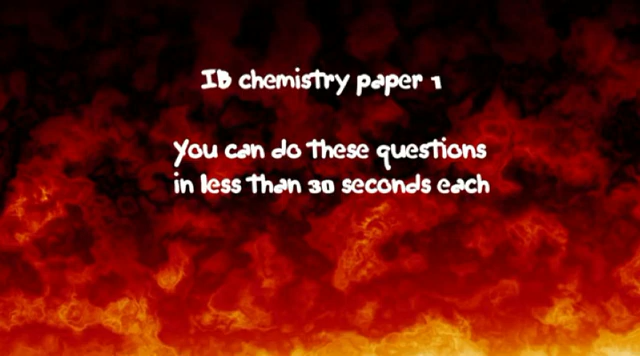 IB chemistry paper 1
You can do these questions
in less than 30 seconds each